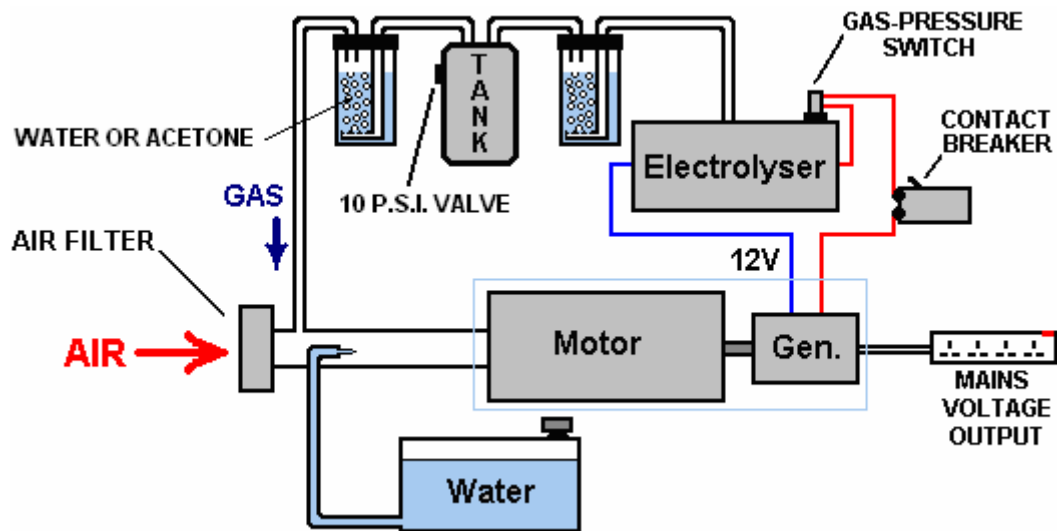 GAS-PRESSURE
SWITCH
TANK
WATER OR ACETONE
CONTACT
BREAKER
Electrolyser
GAS
10 P.S.I. VALVE
AIR FILTER
12V
AIR
Motor
Gen.
MAINS
VOLTAGE
OUTPUT
Water